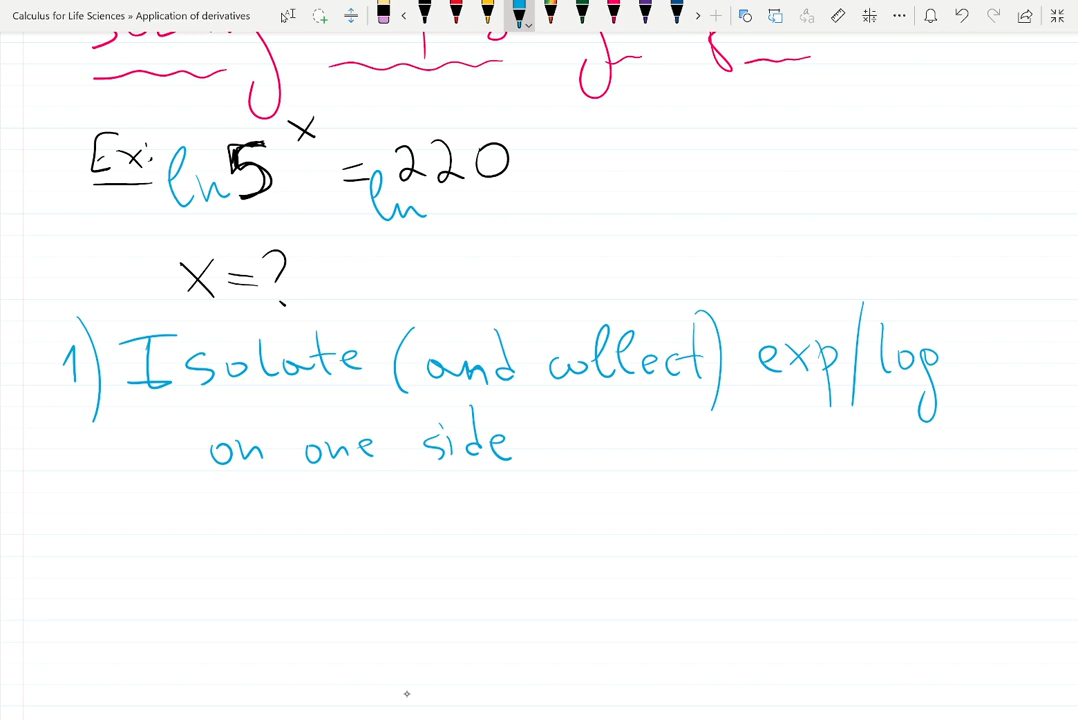 Calculus for Life Sciences » Application of derivatives
Ex: ln 5^x = ln 220
x = ?
1) Isolate (and collect) exp/log
on one side